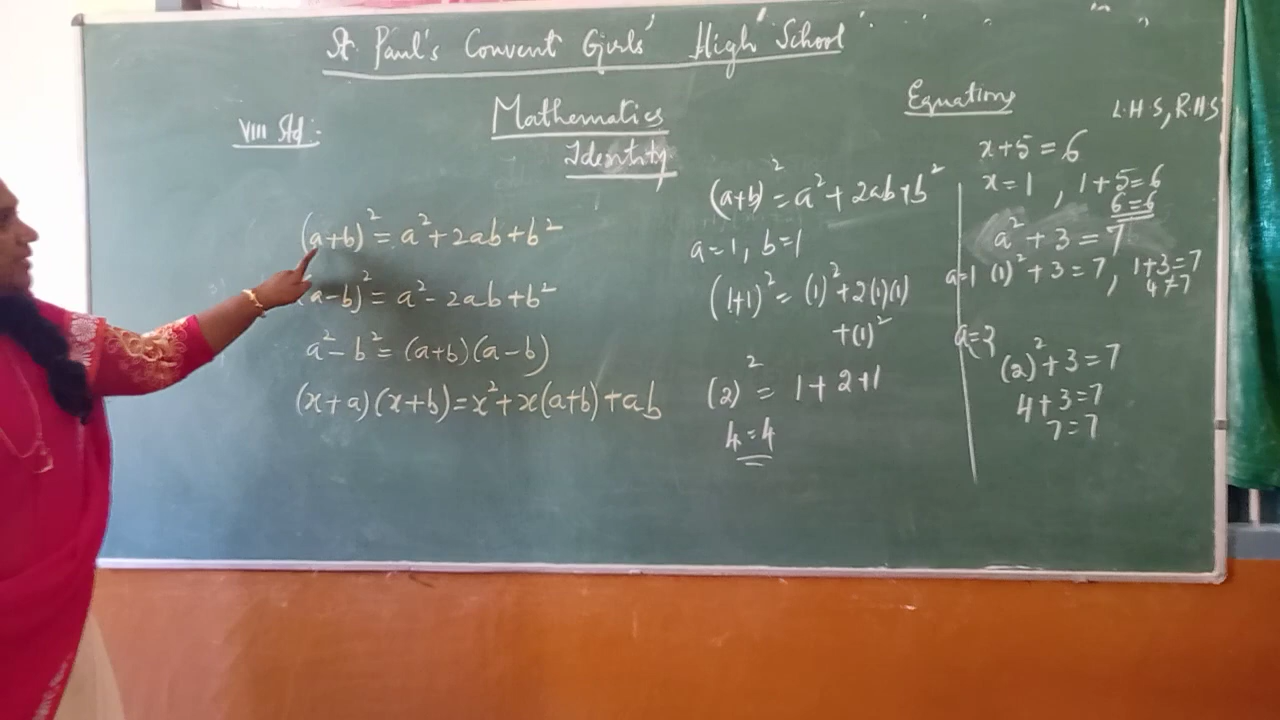 St. Paul's Convent Girls' High School
VIII Std:
Mathematics
Identity
(a+b)² = a² + 2ab + b²
(a-b)² = a² - 2ab + b²
a² - b² = (a+b)(a-b)
(x+a)(x+b) = x² + x(a+b) + ab
(a+b)² = a² + 2ab + b²
a=1, b=1
(1+1)² = (1)² + 2(1)(1)
+(1)²
(2)² = 1 + 2 + 1
4 = 4
Equations
L.H.S, R.H.S
x+5 = 6
x=1, 1+5=6
6=6
a² + 3 = 7
a=1 (1)² + 3 = 7, 1+3=7
4≠7
a=2
(2)² + 3 = 7
4+3=7
7=7